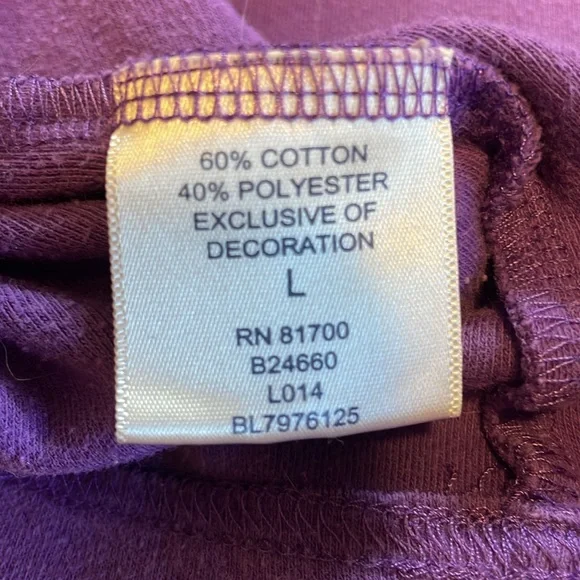 60% COTTON
40% POLYESTER
EXCLUSIVE OF
DECORATION
L
RN 81700
B24660
L014
BL7976125